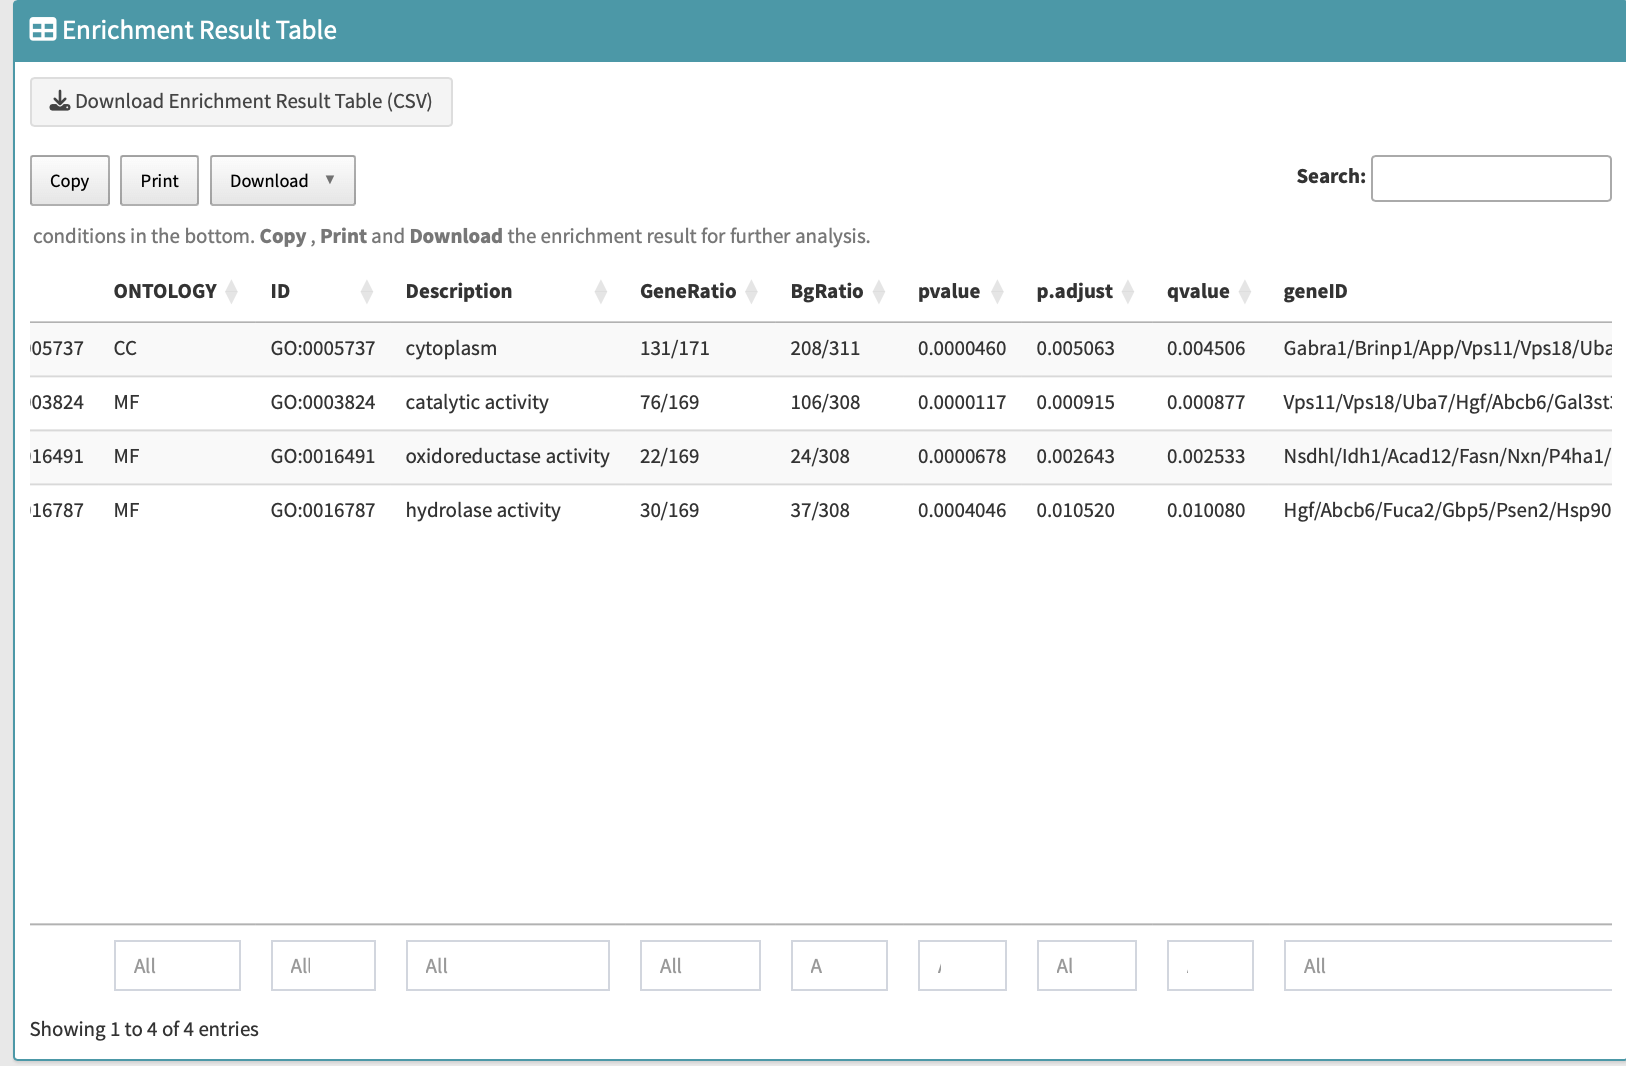 Enrichment Result Table
Download Enrichment Result Table (CSV)
Copy Print Download ▼ Search:
conditions in the bottom. Copy , Print and Download the enrichment result for further analysis.
ONTOLOGY ID Description GeneRatio BgRatio pvalue p.adjust qvalue geneID
05737 CC GO:0005737 cytoplasm 131/171 208/311 0.0000460 0.005063 0.004506 Gabra1/Brinp1/App/Vps11/Vps18/Uba
03824 MF GO:0003824 catalytic activity 76/169 106/308 0.0000117 0.000915 0.000877 Vps11/Vps18/Uba7/Hgf/Abcb6/Gal3st
16491 MF GO:0016491 oxidoreductase activity 22/169 24/308 0.0000678 0.002643 0.002533 Nsdhl/Idh1/Acad12/Fasn/Nxn/P4ha1/
16787 MF GO:0016787 hydrolase activity 30/169 37/308 0.0004046 0.010520 0.010080 Hgf/Abcb6/Fuca2/Gbp5/Psen2/Hsp90
All All All All A Al All
Showing 1 to 4 of 4 entries